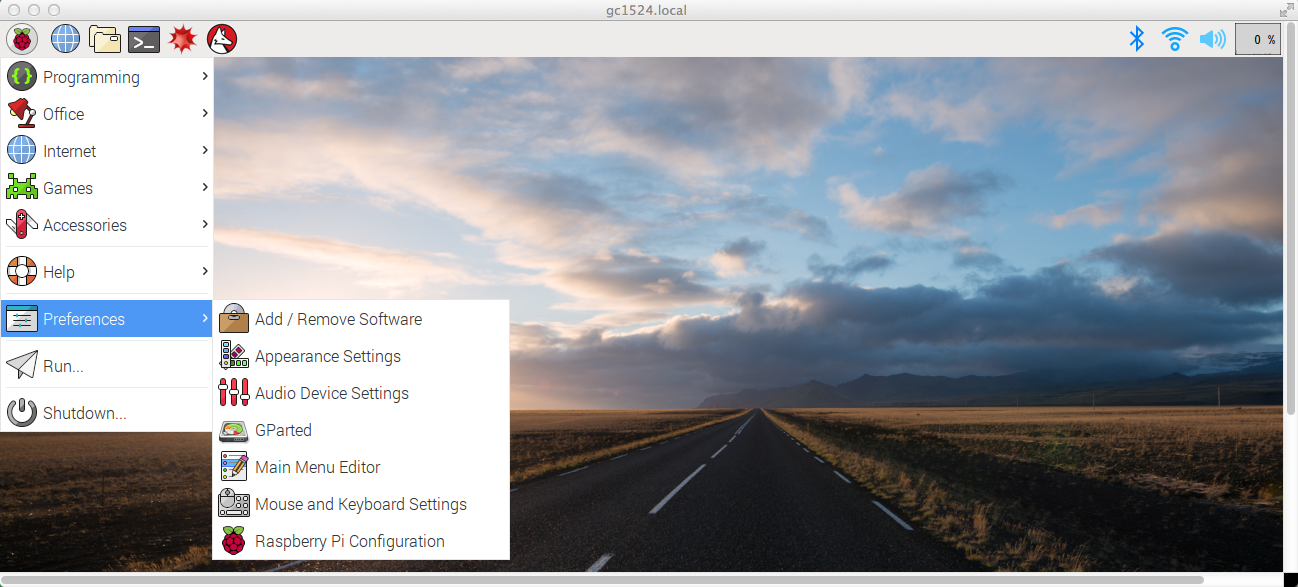 gc1524.local
0 %
Programming
Office
Internet
Games
Accessories
Help
Preferences
Run...
Shutdown...
Add / Remove Software
Appearance Settings
Audio Device Settings
GParted
Main Menu Editor
Mouse and Keyboard Settings
Raspberry Pi Configuration